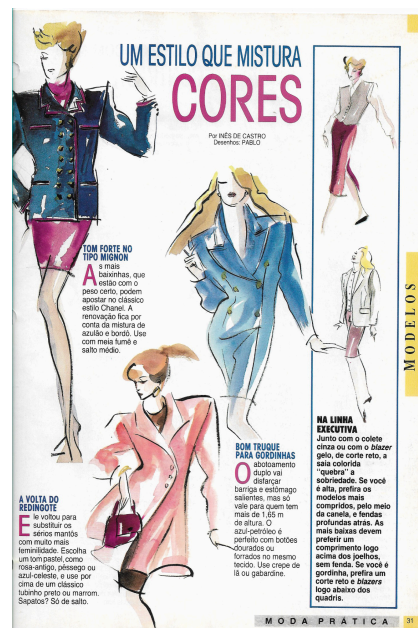 UM ESTILO QUE MISTURA
CORES
Por INÊS DE CASTRO
Desenhos: PABLO
TOM FORTE NO
TIPO MIGNON
As mais
baixinhas, que
estão com o
peso certo, podem
apostar no clássico
estilo Chanel. A
renovação fica por
conta da mistura de
azulão e bordô. Use
com meia fumê e
salto médio.
A VOLTA DO
REDINGOTE
Ele voltou para
substituir os
sérios mantôs
com muito mais
feminilidade. Escolha
um tom pastel, como
rosa-antigo, pêssego ou
azul-celeste, e use por
cima de um clássico
tubinho preto ou marrom.
Sapatos? Só de salto.
BOM TRUQUE
PARA GORDINHAS
O abotoamento
duplo vai
disfarçar
barriga e estômago
salientes, mas só
vale para quem tem
mais de 1,65 m
de altura. O
azul-petróleo é
perfeito com botões
dourados ou
forrados no mesmo
tecido. Use crepe de
lã ou gabardine.
NA LINHA
EXECUTIVA
Junto com o colete
cinza ou com o blazer
gelo, de corte reto, a
saia colorida
"quebra" a
sobriedade. Se você
é alta, prefira os
modelos mais
compridos, pelo meio
da canela, e fendas
profundas atrás. As
mais baixas devem
preferir um
comprimento logo
acima dos joelhos,
sem fenda. Se você é
gordinha, prefira um
corte reto e blazers
logo abaixo dos
quadris.
MODELOS
MODA PRÁTICA 31